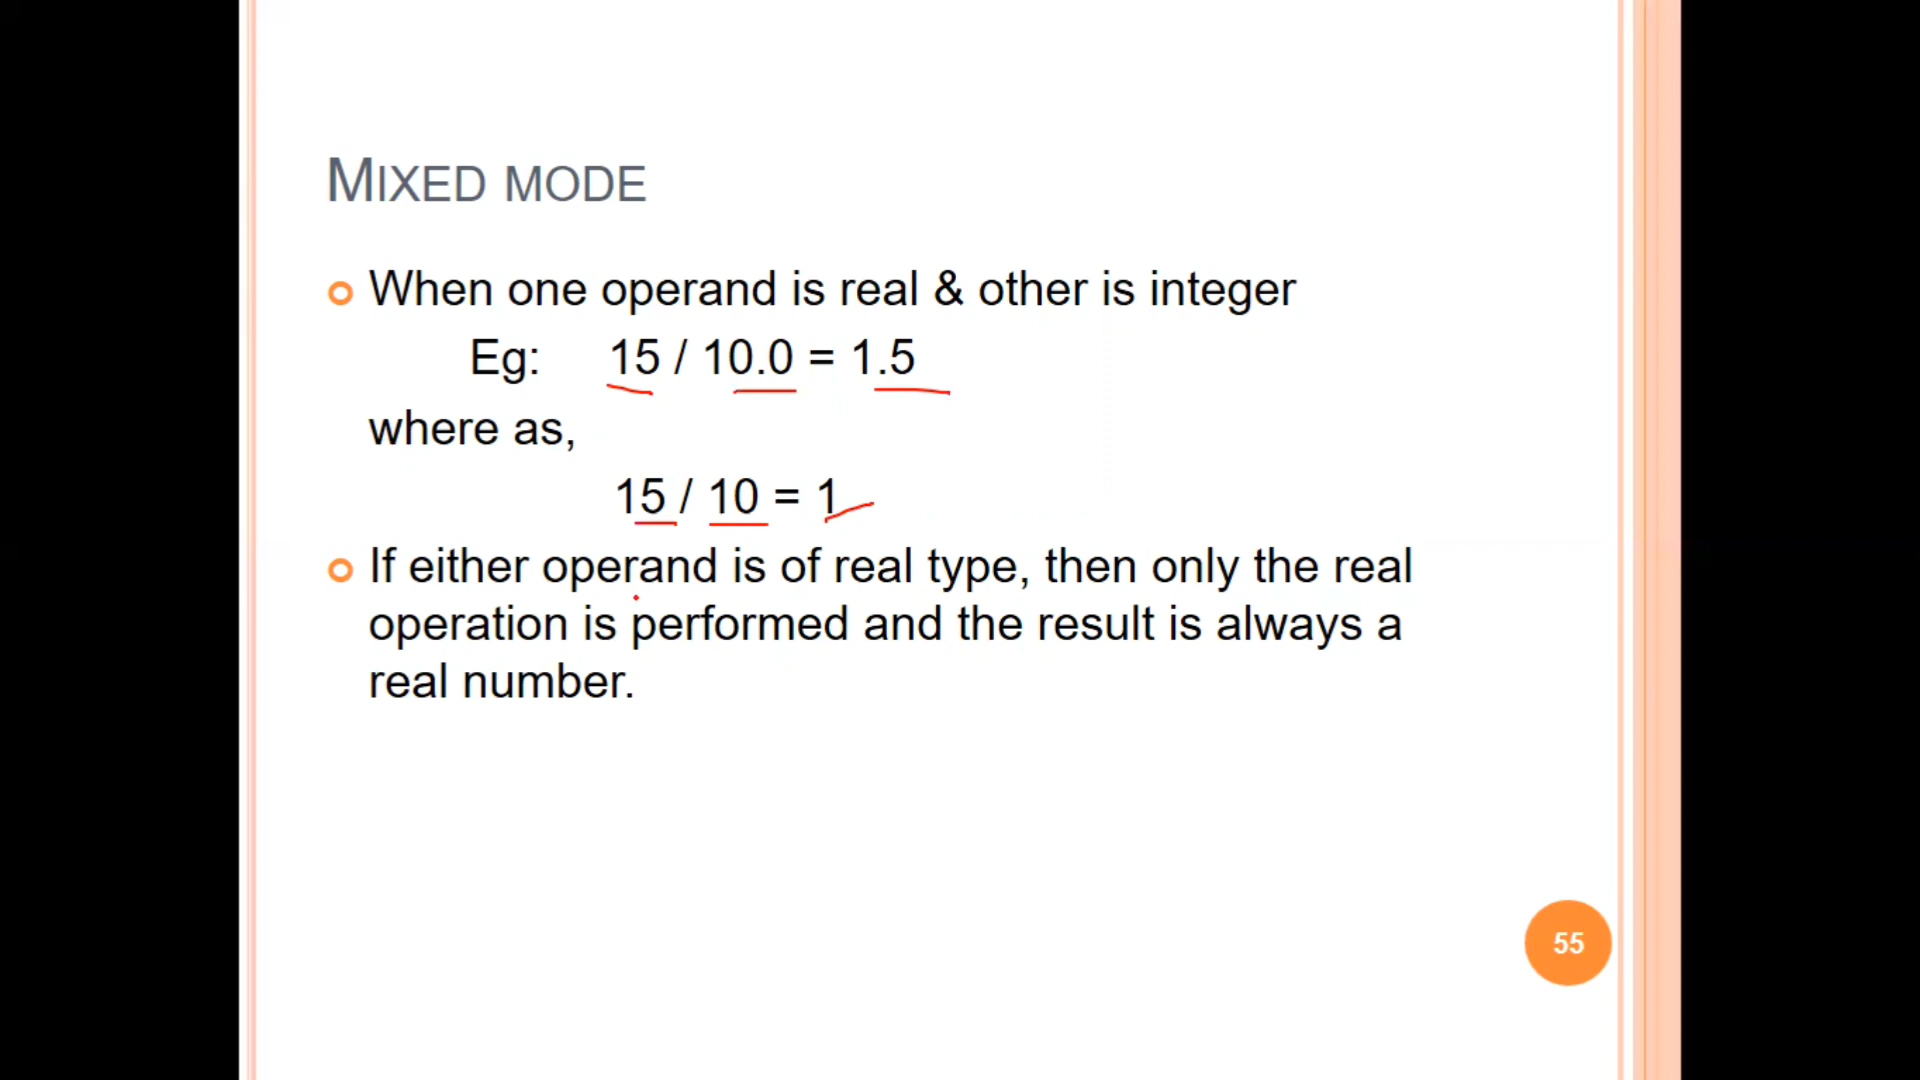 MIXED MODE
When one operand is real & other is integer
Eg: 15 / 10.0 = 1.5
where as,
15 / 10 = 1
If either operand is of real type, then only the real
operation is performed and the result is always a
real number.
55